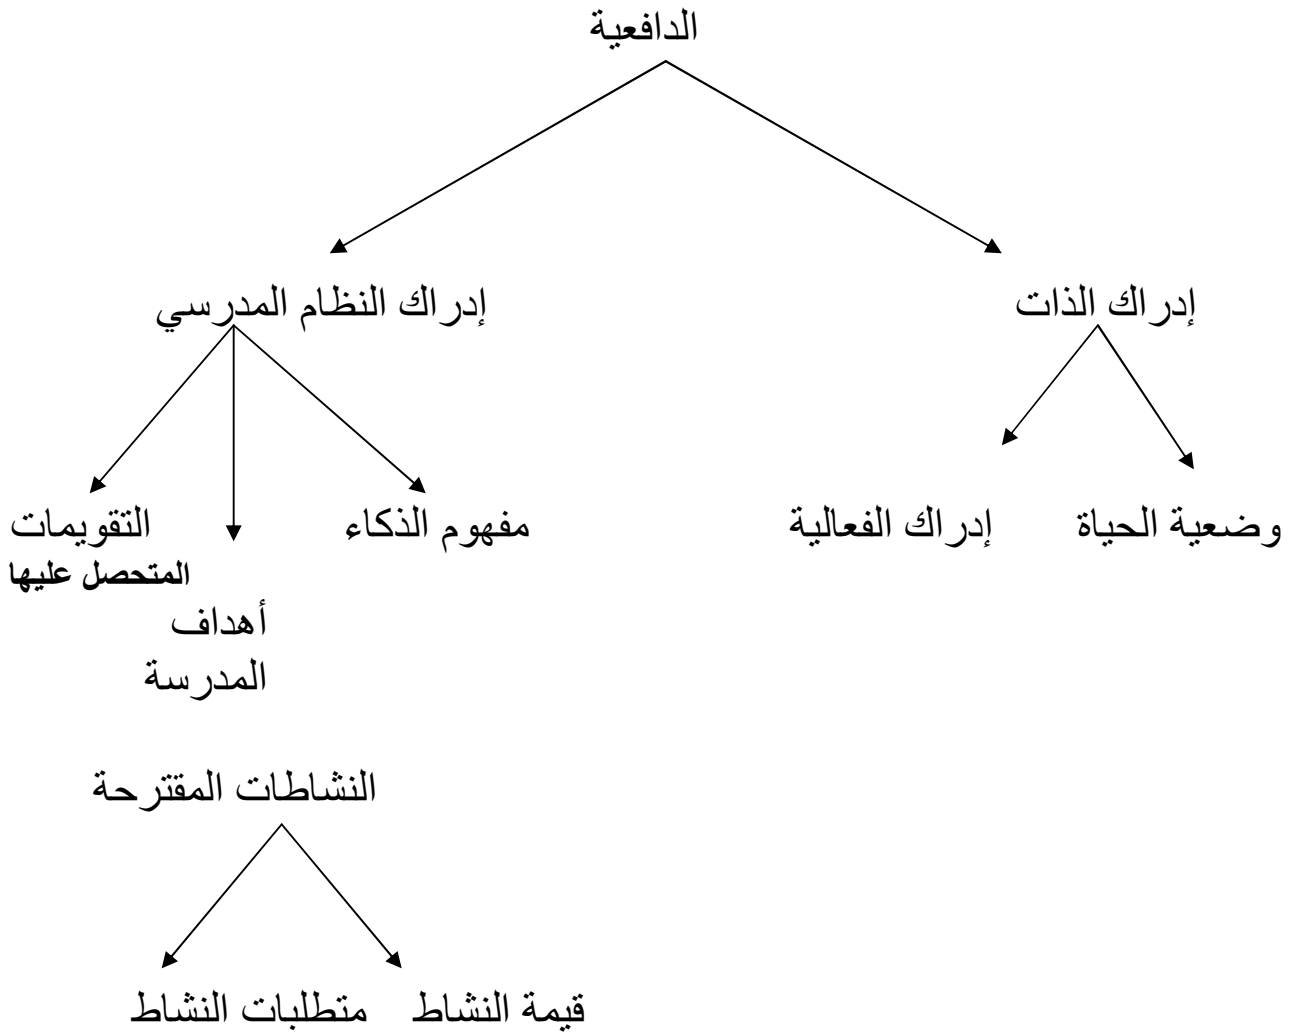 الدافعية
إدراك الذات
إدراك النظام المدرسي
وضعية الحياة
إدراك الفعالية
مفهوم الذكاء
التقويمات
المتحصل عليها
أهداف
المدرسة
النشاطات المقترحة
قيمة النشاط
متطلبات النشاط